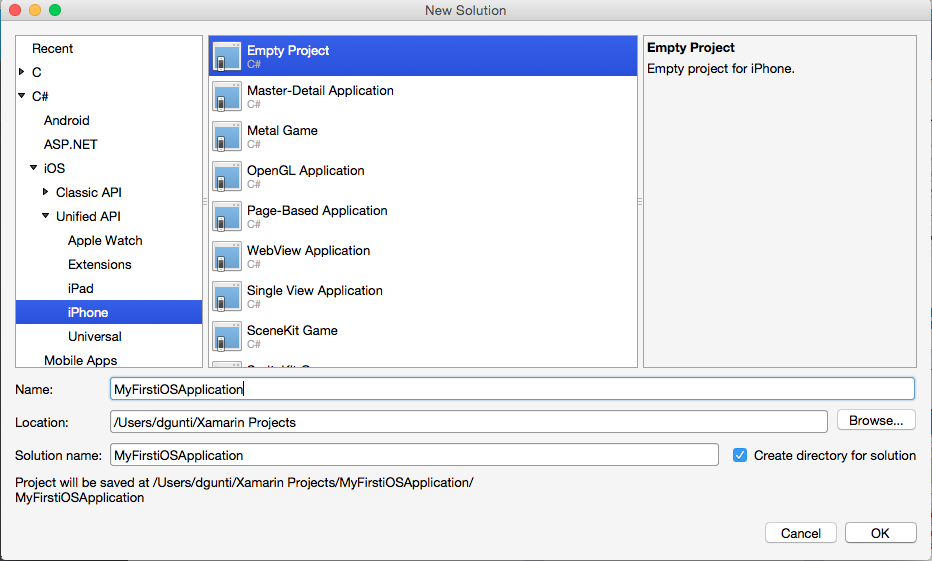 New Solution
Recent
C
C#
Android
ASP.NET
iOS
Classic API
Unified API
Apple Watch
Extensions
iPad
iPhone
Universal
Mobile Apps
Empty Project
C#
Master-Detail Application
C#
Metal Game
C#
OpenGL Application
C#
Page-Based Application
C#
WebView Application
C#
Single View Application
C#
SceneKit Game
C#
Empty Project
Empty project for iPhone.
Name:
MyFirstiOSApplication
Location:
/Users/dgunti/Xamarin Projects
Browse...
Solution name:
MyFirstiOSApplication
Create directory for solution
Project will be saved at /Users/dgunti/Xamarin Projects/MyFirstiOSApplication/
MyFirstiOSApplication
Cancel
OK